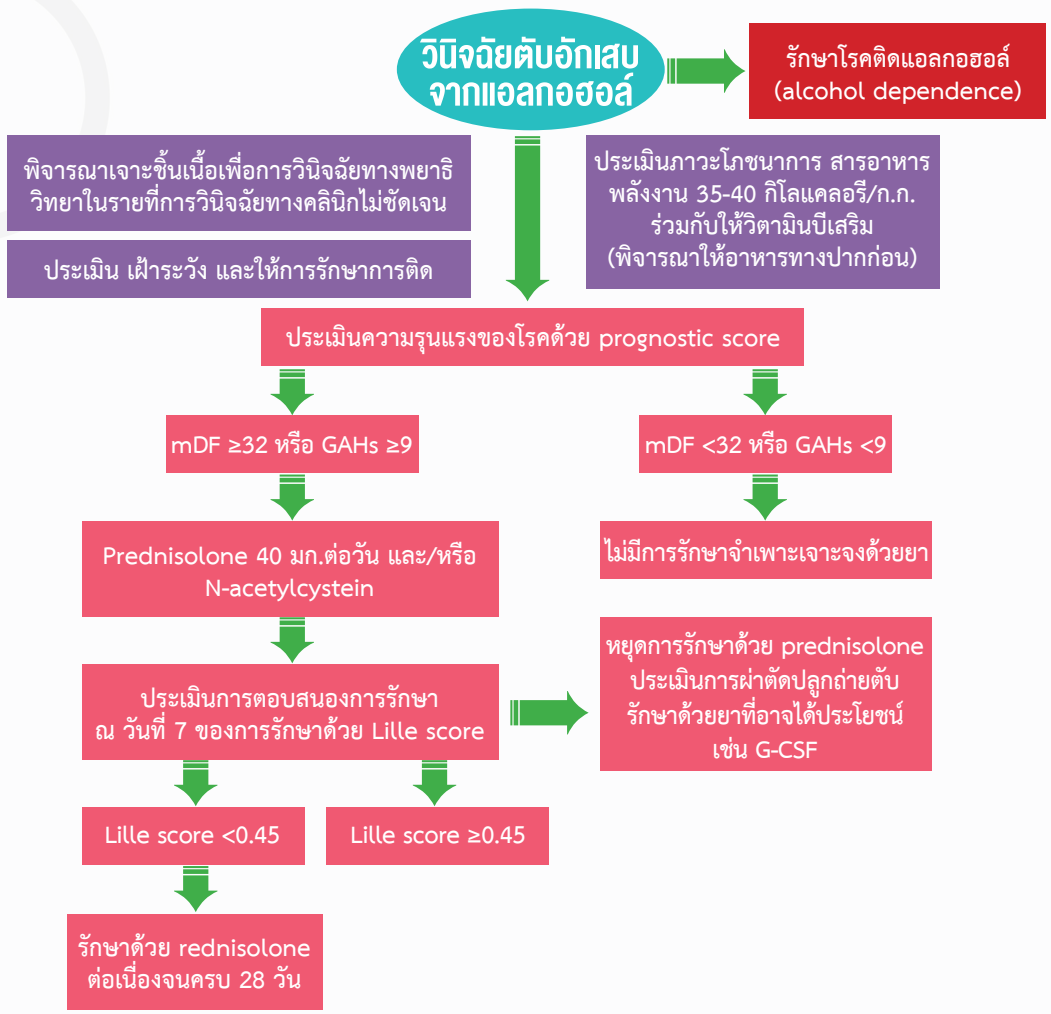 วินิจฉัยตับอักเสบ
จากแอลกอฮอล์
รักษาโรคติดแอลกอฮอล์
(alcohol dependence)
พิจารณาเจาะชิ้นเนื้อเพื่อการวินิจฉัยทางพยาธิ
วิทยาในรายที่การวินิจฉัยทางคลินิกไม่ชัดเจน
ประเมิน เฝ้าระวัง และให้การรักษาการติด
ประเมินภาวะโภชนาการ สารอาหาร
พลังงาน 35-40 กิโลแคลอรี/ก.ก.
ร่วมกับให้วิตามินบีเสริม
(พิจารณาให้อาหารทางปากก่อน)
ประเมินความรุนแรงของโรคด้วย prognostic score
mDF ≥32 หรือ GAHs ≥9
mDF <32 หรือ GAHs <9
Prednisolone 40 มก.ต่อวัน และ/หรือ
N-acetylcystein
ไม่มีการรักษาจำเพาะเจาะจงด้วยยา
ประเมินการตอบสนองการรักษา
ณ วันที่ 7 ของการรักษาด้วย Lille score
หยุดการรักษาด้วย prednisolone
ประเมินการผ่าตัดปลูกถ่ายตับ
รักษาด้วยยาที่อาจได้ประโยชน์
เช่น G-CSF
Lille score <0.45
Lille score ≥0.45
รักษาด้วย rednisolone
ต่อเนื่องจนครบ 28 วัน